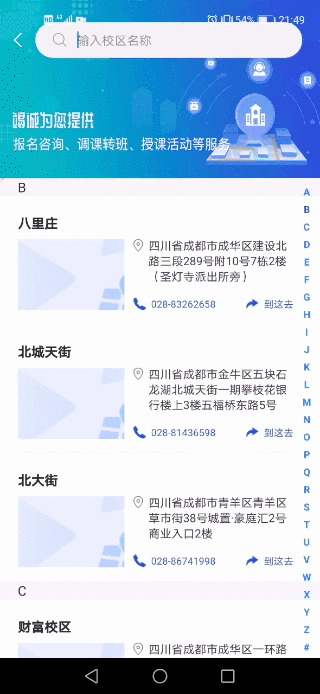 54% 21:49
输入校区名称
竭诚为您提供
报名咨询、调课转班、授课活动等服务
B
八里庄
四川省成都市成华区建设北
路三段289号附10号7栋2楼
（圣灯寺派出所旁）
028-83262658 到这去
北城天街
四川省成都市金牛区五块石
龙湖北城天街一期攀枝花银
行楼上3楼五福桥东路5号
028-81436598 到这去
北大街
四川省成都市青羊区青羊区
草市街38号城置·豪庭汇2号
商业入口2楼
028-86741998 到这去
C
财富校区
四川省成都市成华区一环路
A
B
C
D
E
F
G
H
I
J
K
L
M
N
O
P
Q
R
S
T
U
V
W
X
Y
Z
#